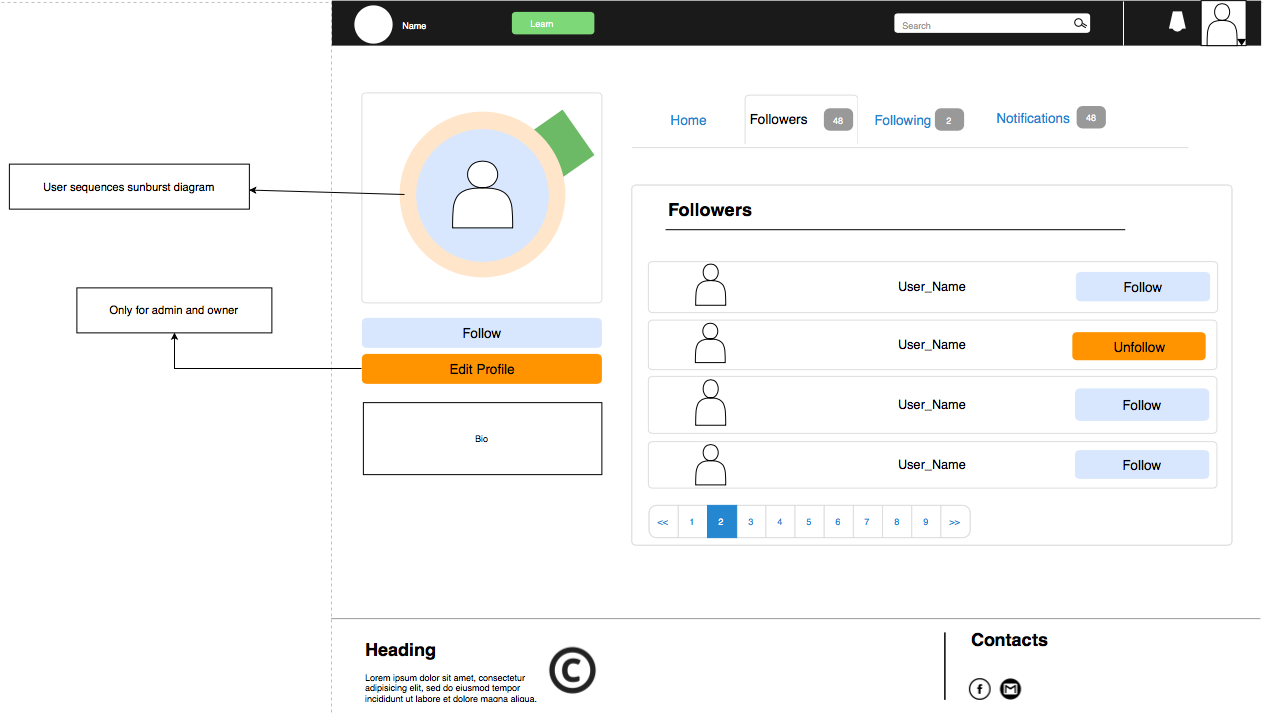 Name
Learn
Search
Home
Followers
48
Following
2
Notifications
48
User sequences sunburst diagram
Only for admin and owner
Follow
Edit Profile
Bio
Followers
User_Name
Follow
User_Name
Unfollow
User_Name
Follow
User_Name
Follow
<<
1
2
3
4
5
6
7
8
9
>>
Heading
Lorem ipsum dolor sit amet, consectetur
adipisicing elit, sed do eiusmod tempor
incididunt ut labore et dolore magna aliqua.
©
Contacts
f
M